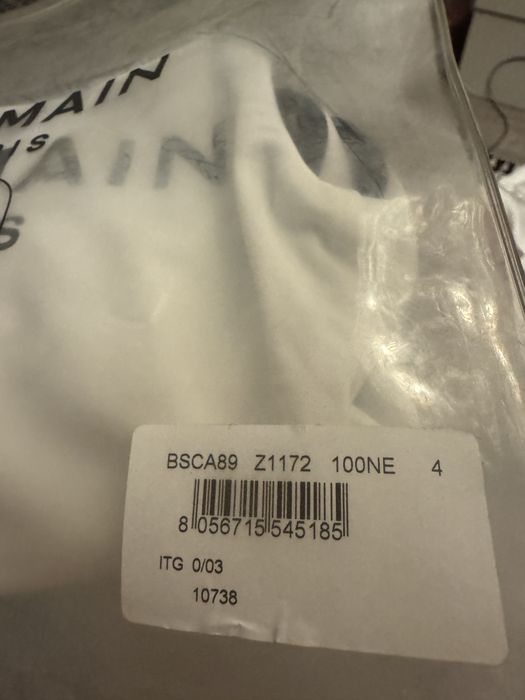 MAIN
IS
AIN
S
BSCA89 Z1172 100NE 4
8 056715 545185
ITG 0/03
10738